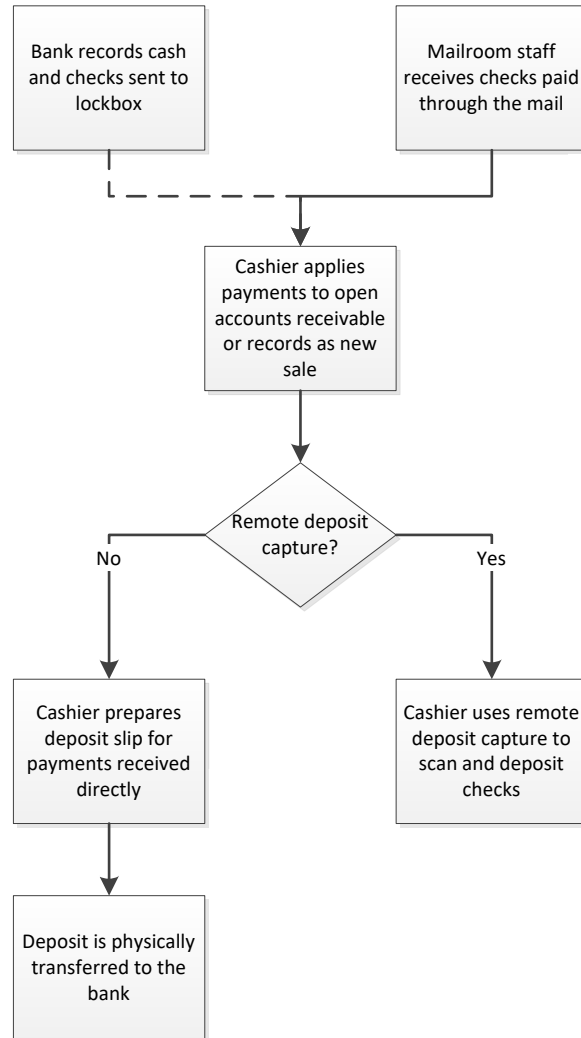 Bank records cash
and checks sent to
lockbox
Mailroom staff
receives checks paid
through the mail
Cashier applies
payments to open
accounts receivable
or records as new
sale
Remote deposit
capture?
No
Yes
Cashier prepares
deposit slip for
payments received
directly
Cashier uses remote
deposit capture to
scan and deposit
checks
Deposit is physically
transferred to the
bank